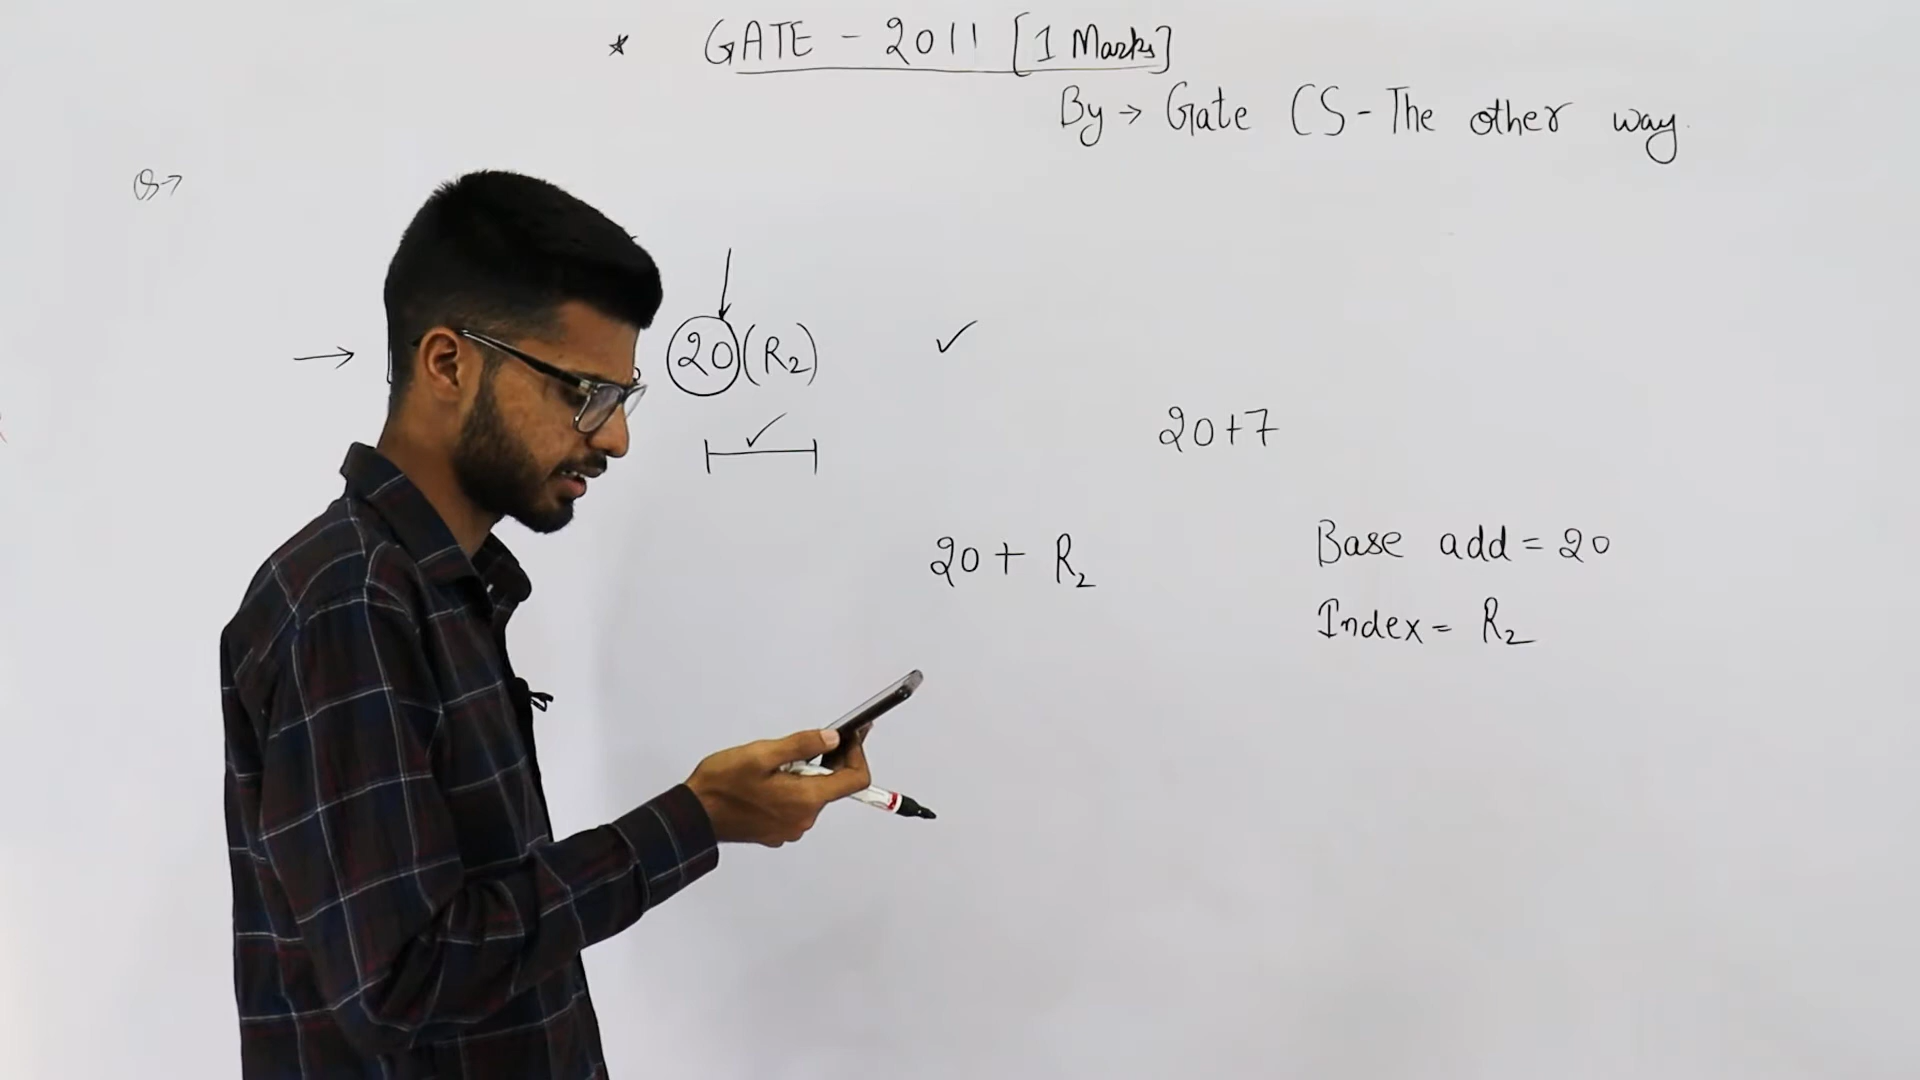 * GATE - 2011 [1 Marks]
By → Gate CS - The other way.
Q→
→ 20(R₂) ✓
✓
20+7
20 + R₂
Base add = 20
Index = R₂